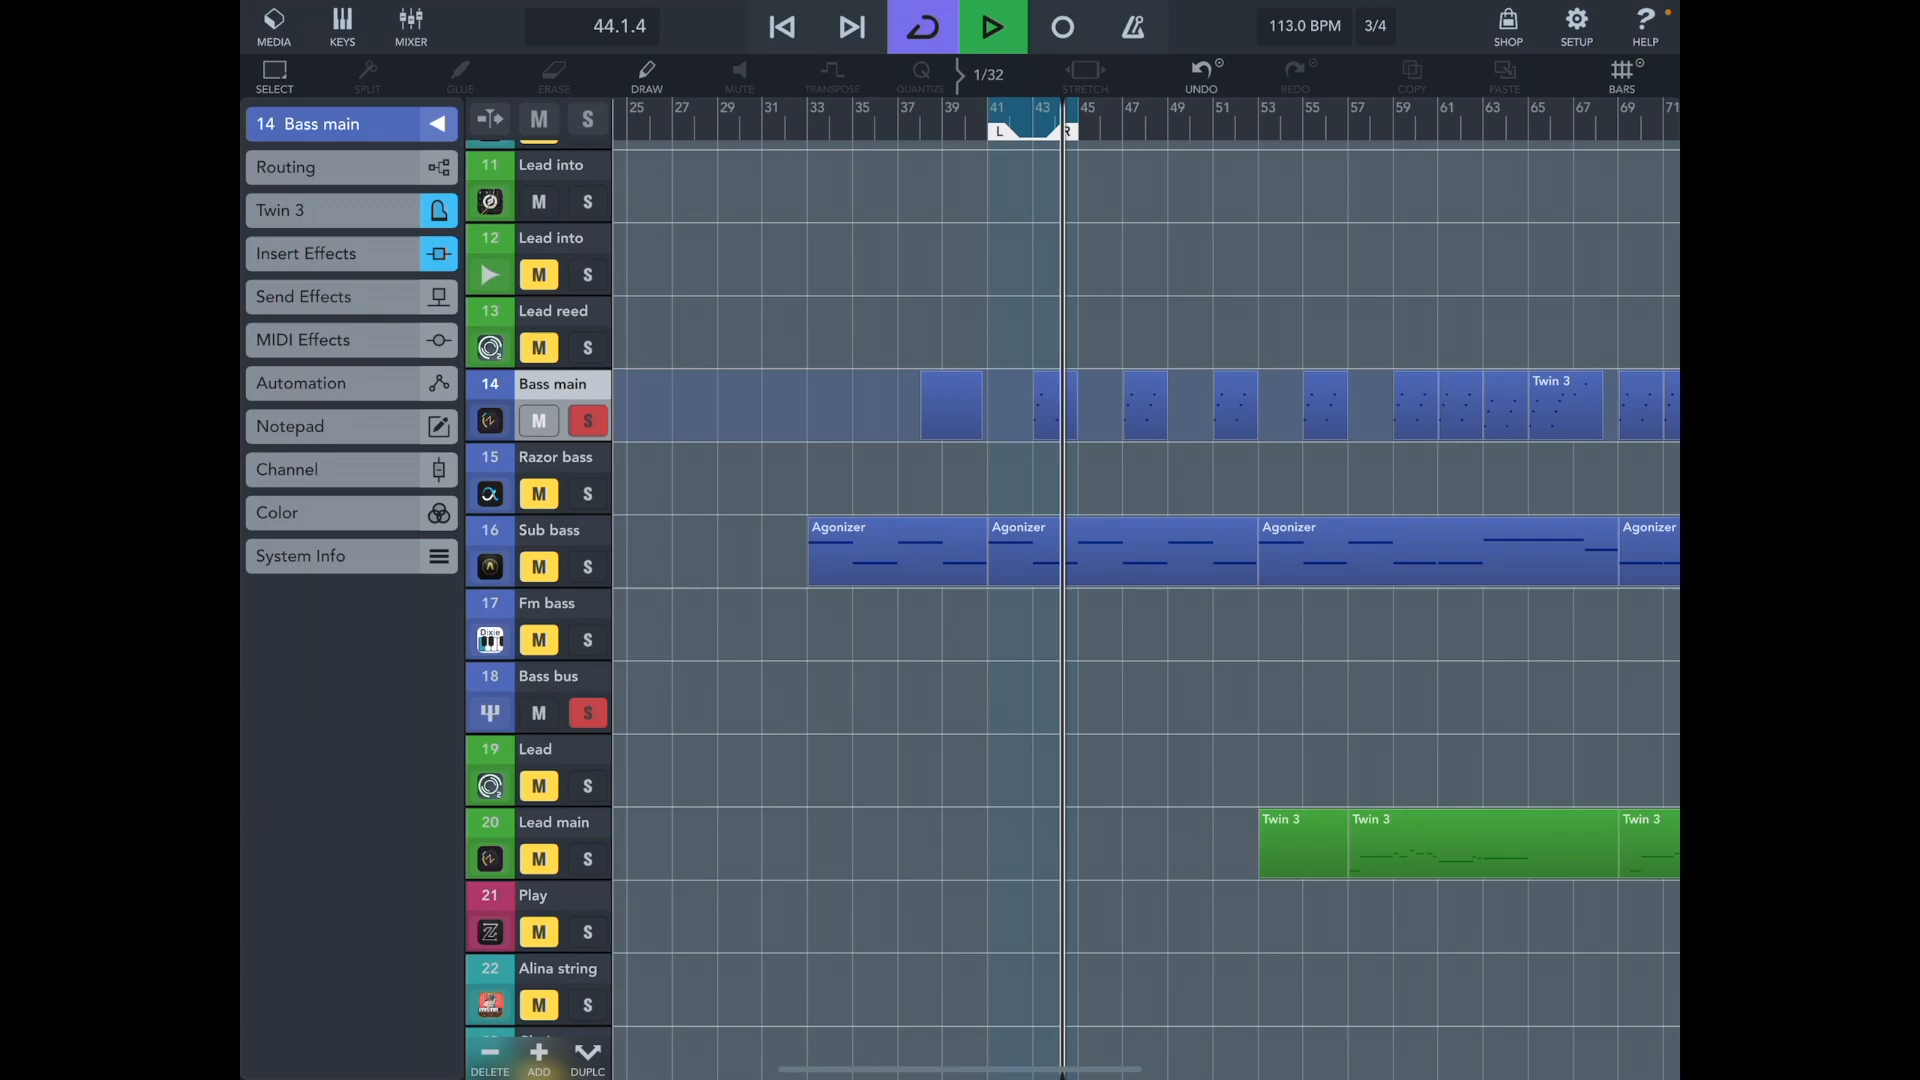 MEDIA
KEYS
MIXER
44.1.4
113.0 BPM
3/4
SHOP
SETUP
HELP
SELECT
SPLIT
GLUE
ERASE
DRAW
MUTE
TRANSPOSE
QUANTIZE
1/32
STRETCH
UNDO
REDO
COPY
PASTE
BARS
25 27 29 31 33 35 37 39 41 43 45 47 49 51 53 55 57 59 61 63 65 67 69 71
L R
M S
14 Bass main
Routing
Twin 3
Insert Effects
Send Effects
MIDI Effects
Automation
Notepad
Channel
Color
System Info
11 Lead into
M S
12 Lead into
M S
13 Lead reed
M S
14 Bass main
M S
Twin 3
15 Razor bass
M S
16 Sub bass
M S
Agonizer Agonizer Agonizer Agonizer
17 Fm bass
Dixie
M S
18 Bass bus
M S
19 Lead
M S
20 Lead main
M S
Twin 3 Twin 3 Twin 3
21 Play
M S
22 Alina string
M S
DELETE
ADD
DUPLC